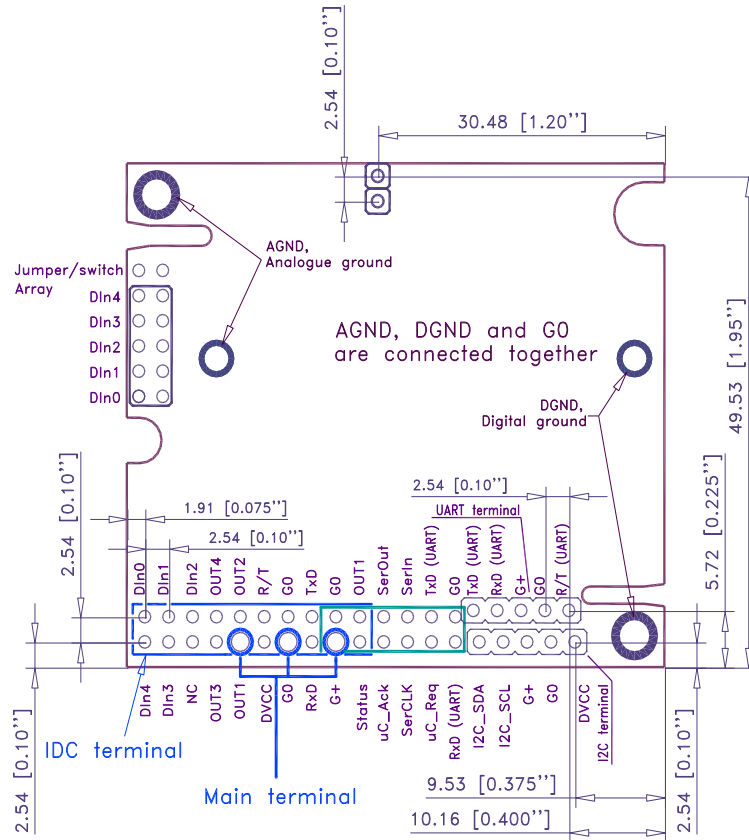 2.54 [0.10'']
30.48 [1.20'']
AGND,
Analogue ground
Jumper/switch
Array
DIn4
DIn3
DIn2
DIn1
DIn0
AGND, DGND and G0
are connected together
49.53 [1.95'']
DGND,
Digital ground
2.54 [0.10'']
1.91 [0.075'']
2.54 [0.10'']
2.54 [0.10'']
UART terminal
5.72 [0.225'']
DIn0
DIn1
DIn2
OUT4
OUT2
R/T
G0
TxD
G0
OUT1
SerOut
SerIn
TxD (UART)
G0
TxD (UART)
RxD (UART)
G+
G0
R/T (UART)
DIn4
DIn3
NC
OUT3
OUT1
DVCC
G0
RxD
G+
Status
uC_Ack
SerCLK
uC_Req
RxD (UART)
I2C_SDA
I2C_SCL
G+
G0
DVCC
I2C terminal
IDC terminal
Main terminal
2.54 [0.10'']
9.53 [0.375'']
10.16 [0.400'']
2.54 [0.10'']